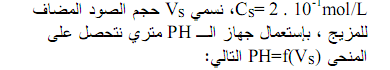 Cs= 2 . 10⁻¹mol/L، نسمي Vs حجم الصود المضاف
للمزيج ، بإستعمال جهاز الـــ PH متري نتحصل على
المنحى PH=f(Vs) التالي: